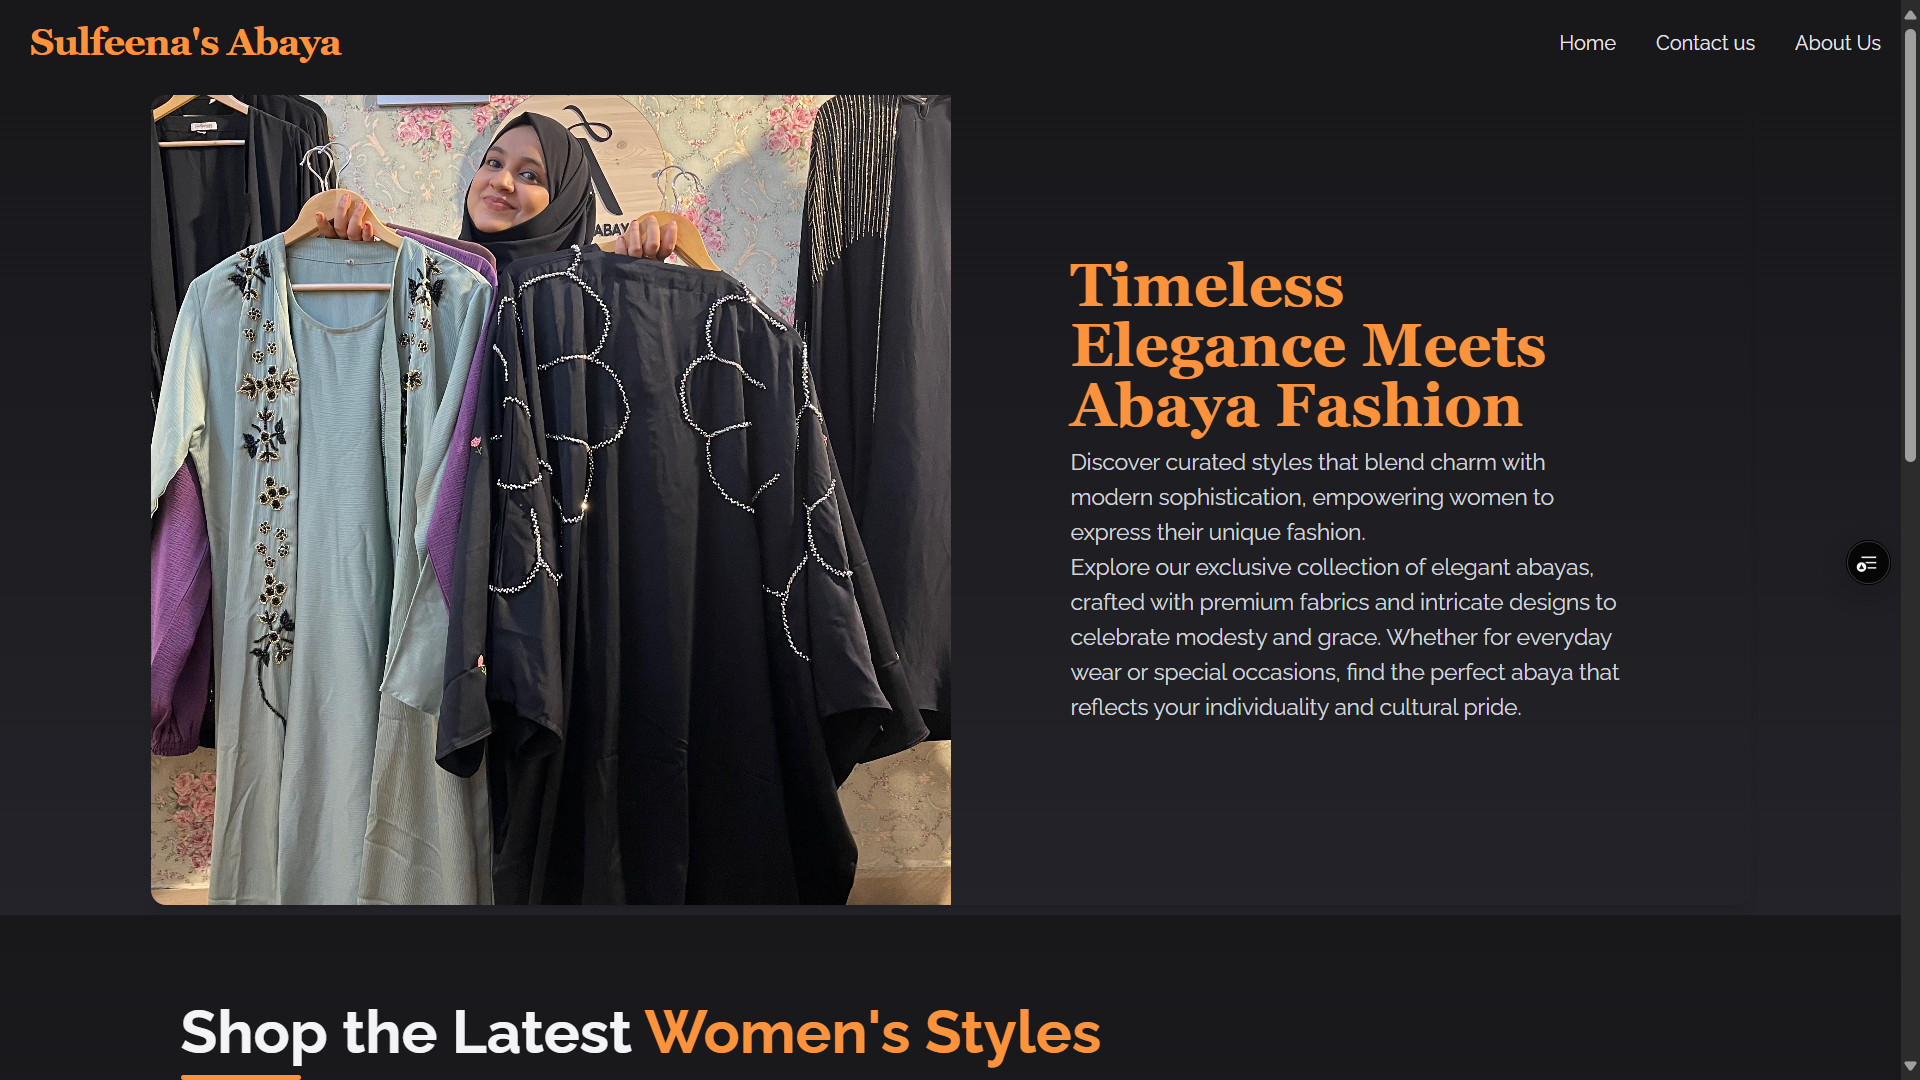 Sulfeena's Abaya
Home
Contact us
About Us
ABAY
Timeless
Elegance Meets
Abaya Fashion
Discover curated styles that blend charm with
modern sophistication, empowering women to
express their unique fashion.
Explore our exclusive collection of elegant abayas,
crafted with premium fabrics and intricate designs to
celebrate modesty and grace. Whether for everyday
wear or special occasions, find the perfect abaya that
reflects your individuality and cultural pride.
Shop the Latest Women's Styles